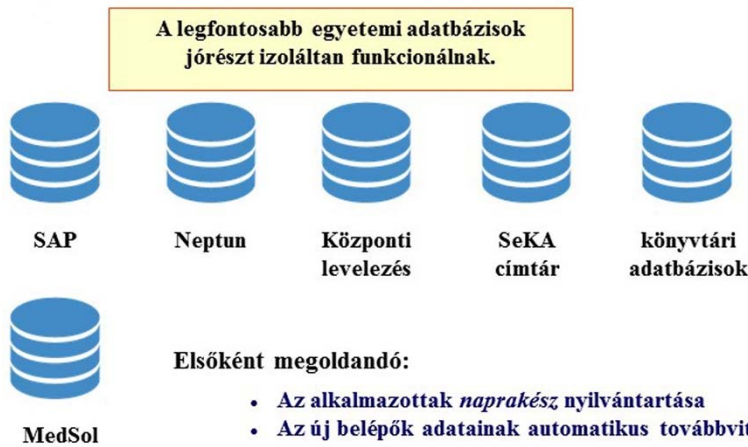 A legfontosabb egyetemi adatbázisok
jórészt izoláltan funkcionálnak.
SAP
Neptun
Központi
levelezés
SeKA
címtár
könyvtári
adatbázisok
MedSol
Elsőként megoldandó:
• Az alkalmazottak naprakész nyilvántartása
• Az új belépők adatainak automatikus továbbvit